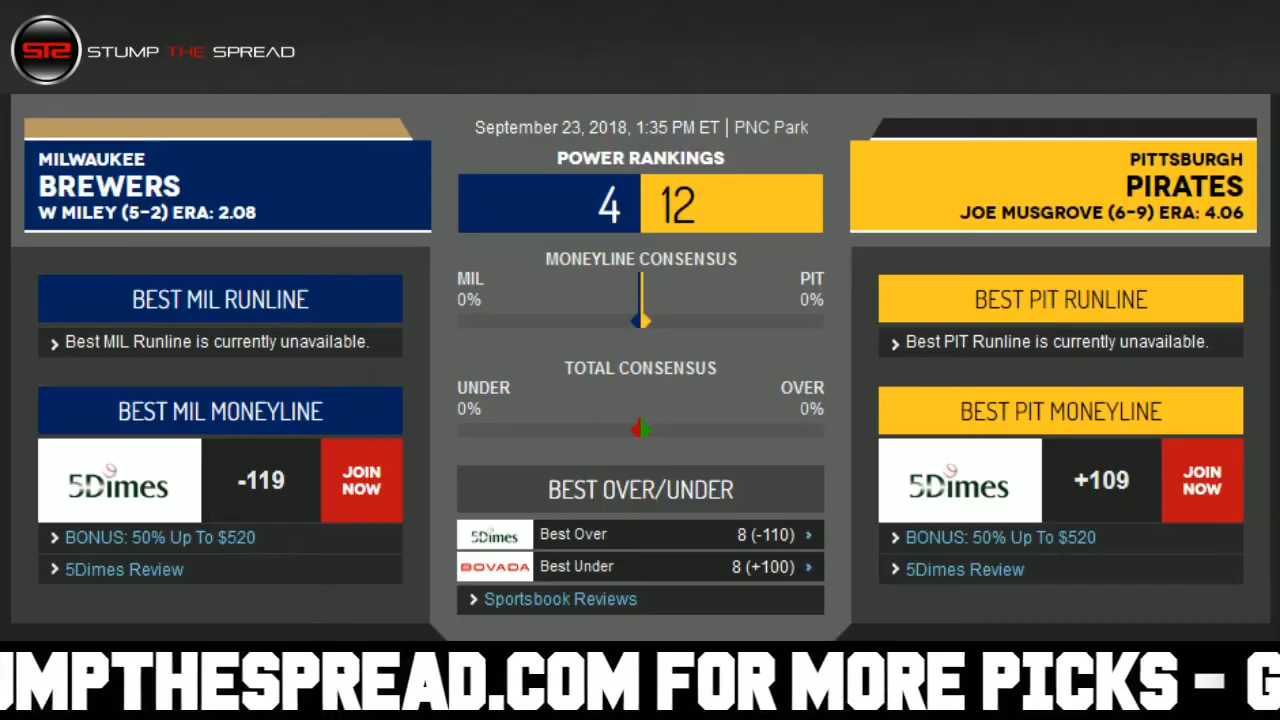 STS STUMP THE SPREAD
September 23, 2018, 1:35 PM ET | PNC Park
MILWAUKEE
BREWERS
W MILEY (5-2) ERA: 2.08
POWER RANKINGS
4 12
PITTSBURGH
PIRATES
JOE MUSGROVE (6-9) ERA: 4.06
BEST MIL RUNLINE
Best MIL Runline is currently unavailable.
BEST MIL MONEYLINE
5Dimes -119 JOIN NOW
BONUS: 50% Up To $520
5Dimes Review
MONEYLINE CONSENSUS
MIL PIT
0% 0%
TOTAL CONSENSUS
UNDER OVER
0% 0%
BEST OVER/UNDER
5Dimes Best Over 8 (-110)
BOVADA Best Under 8 (+100)
Sportsbook Reviews
BEST PIT RUNLINE
Best PIT Runline is currently unavailable.
BEST PIT MONEYLINE
5Dimes +109 JOIN NOW
BONUS: 50% Up To $520
5Dimes Review
UMPTHESPREAD.COM FOR MORE PICKS - G